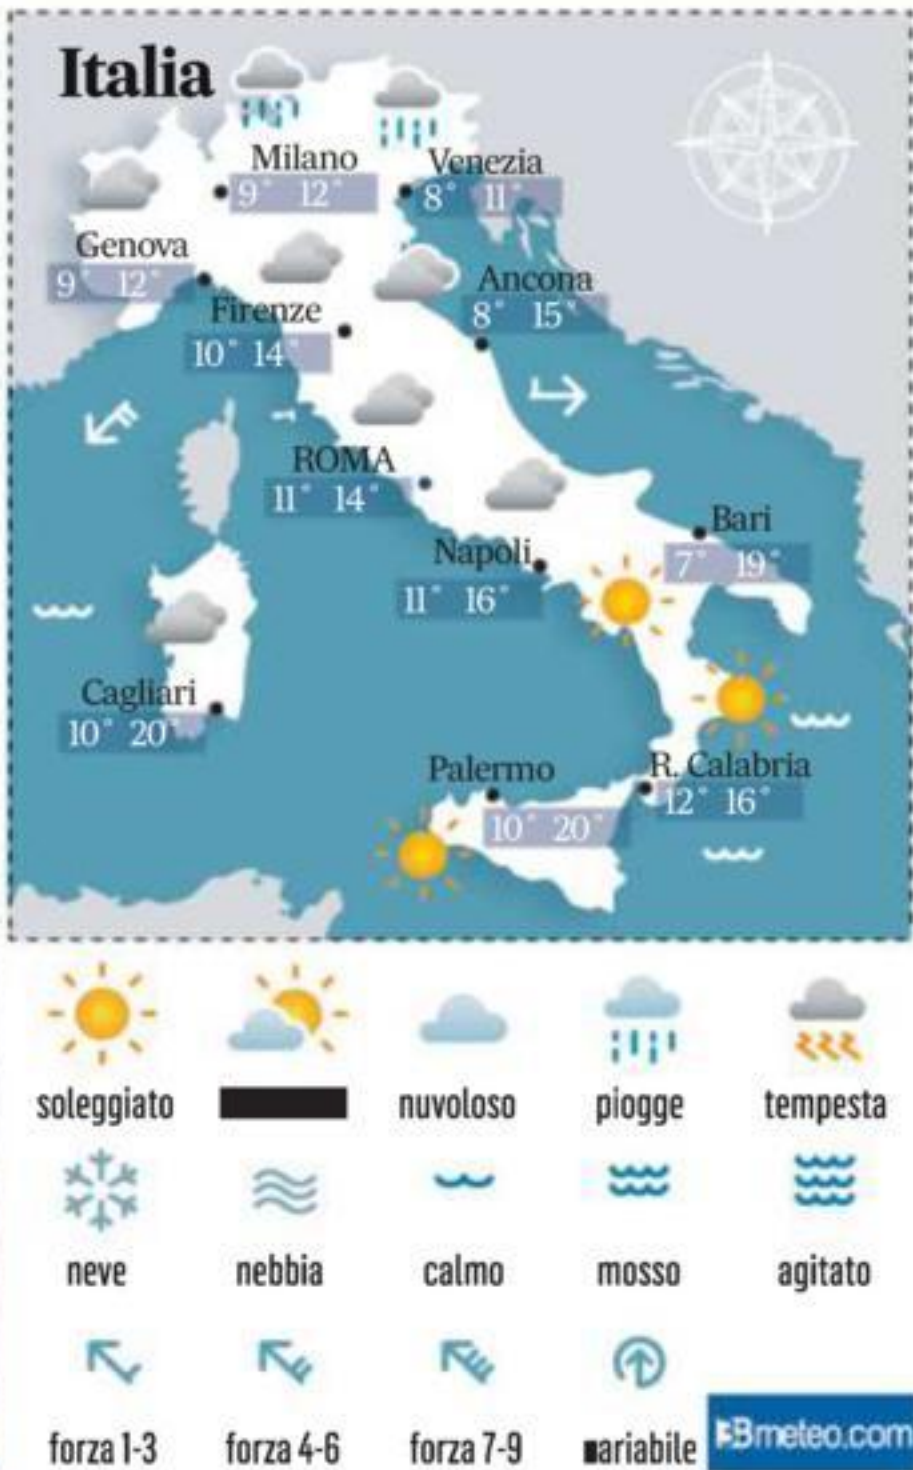 Italia
Milano
9° 12°
Venezia
8° 11°
Genova
9° 12°
Ancona
8° 15°
Firenze
10° 14°
ROMA
11° 14°
Bari
7° 19°
Napoli
11° 16°
Cagliari
10° 20°
Palermo
10° 20°
R. Calabria
12° 16°
soleggiato nuvoloso piogge tempesta
neve nebbia calmo mosso agitato
forza 1-3 forza 4-6 forza 7-9 ariabile
Bmeteo.com